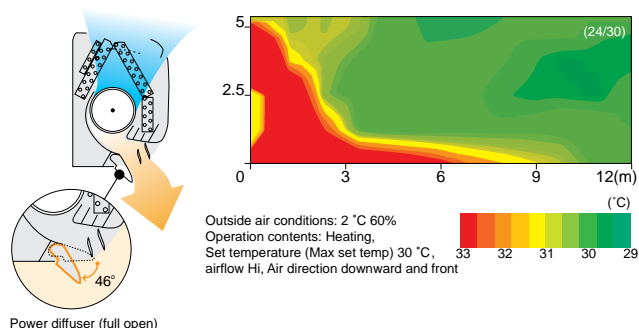 46°
Power diffuser (full open)
5
2.5
0
3
6
9
12(m)
(24/30)
Outside air conditions: 2 ˚C 60%
Operation contents: Heating,
Set temperature (Max set temp) 30 ˚C,
airflow Hi, Air direction downward and front
(˚C)
33 32 31 30 29